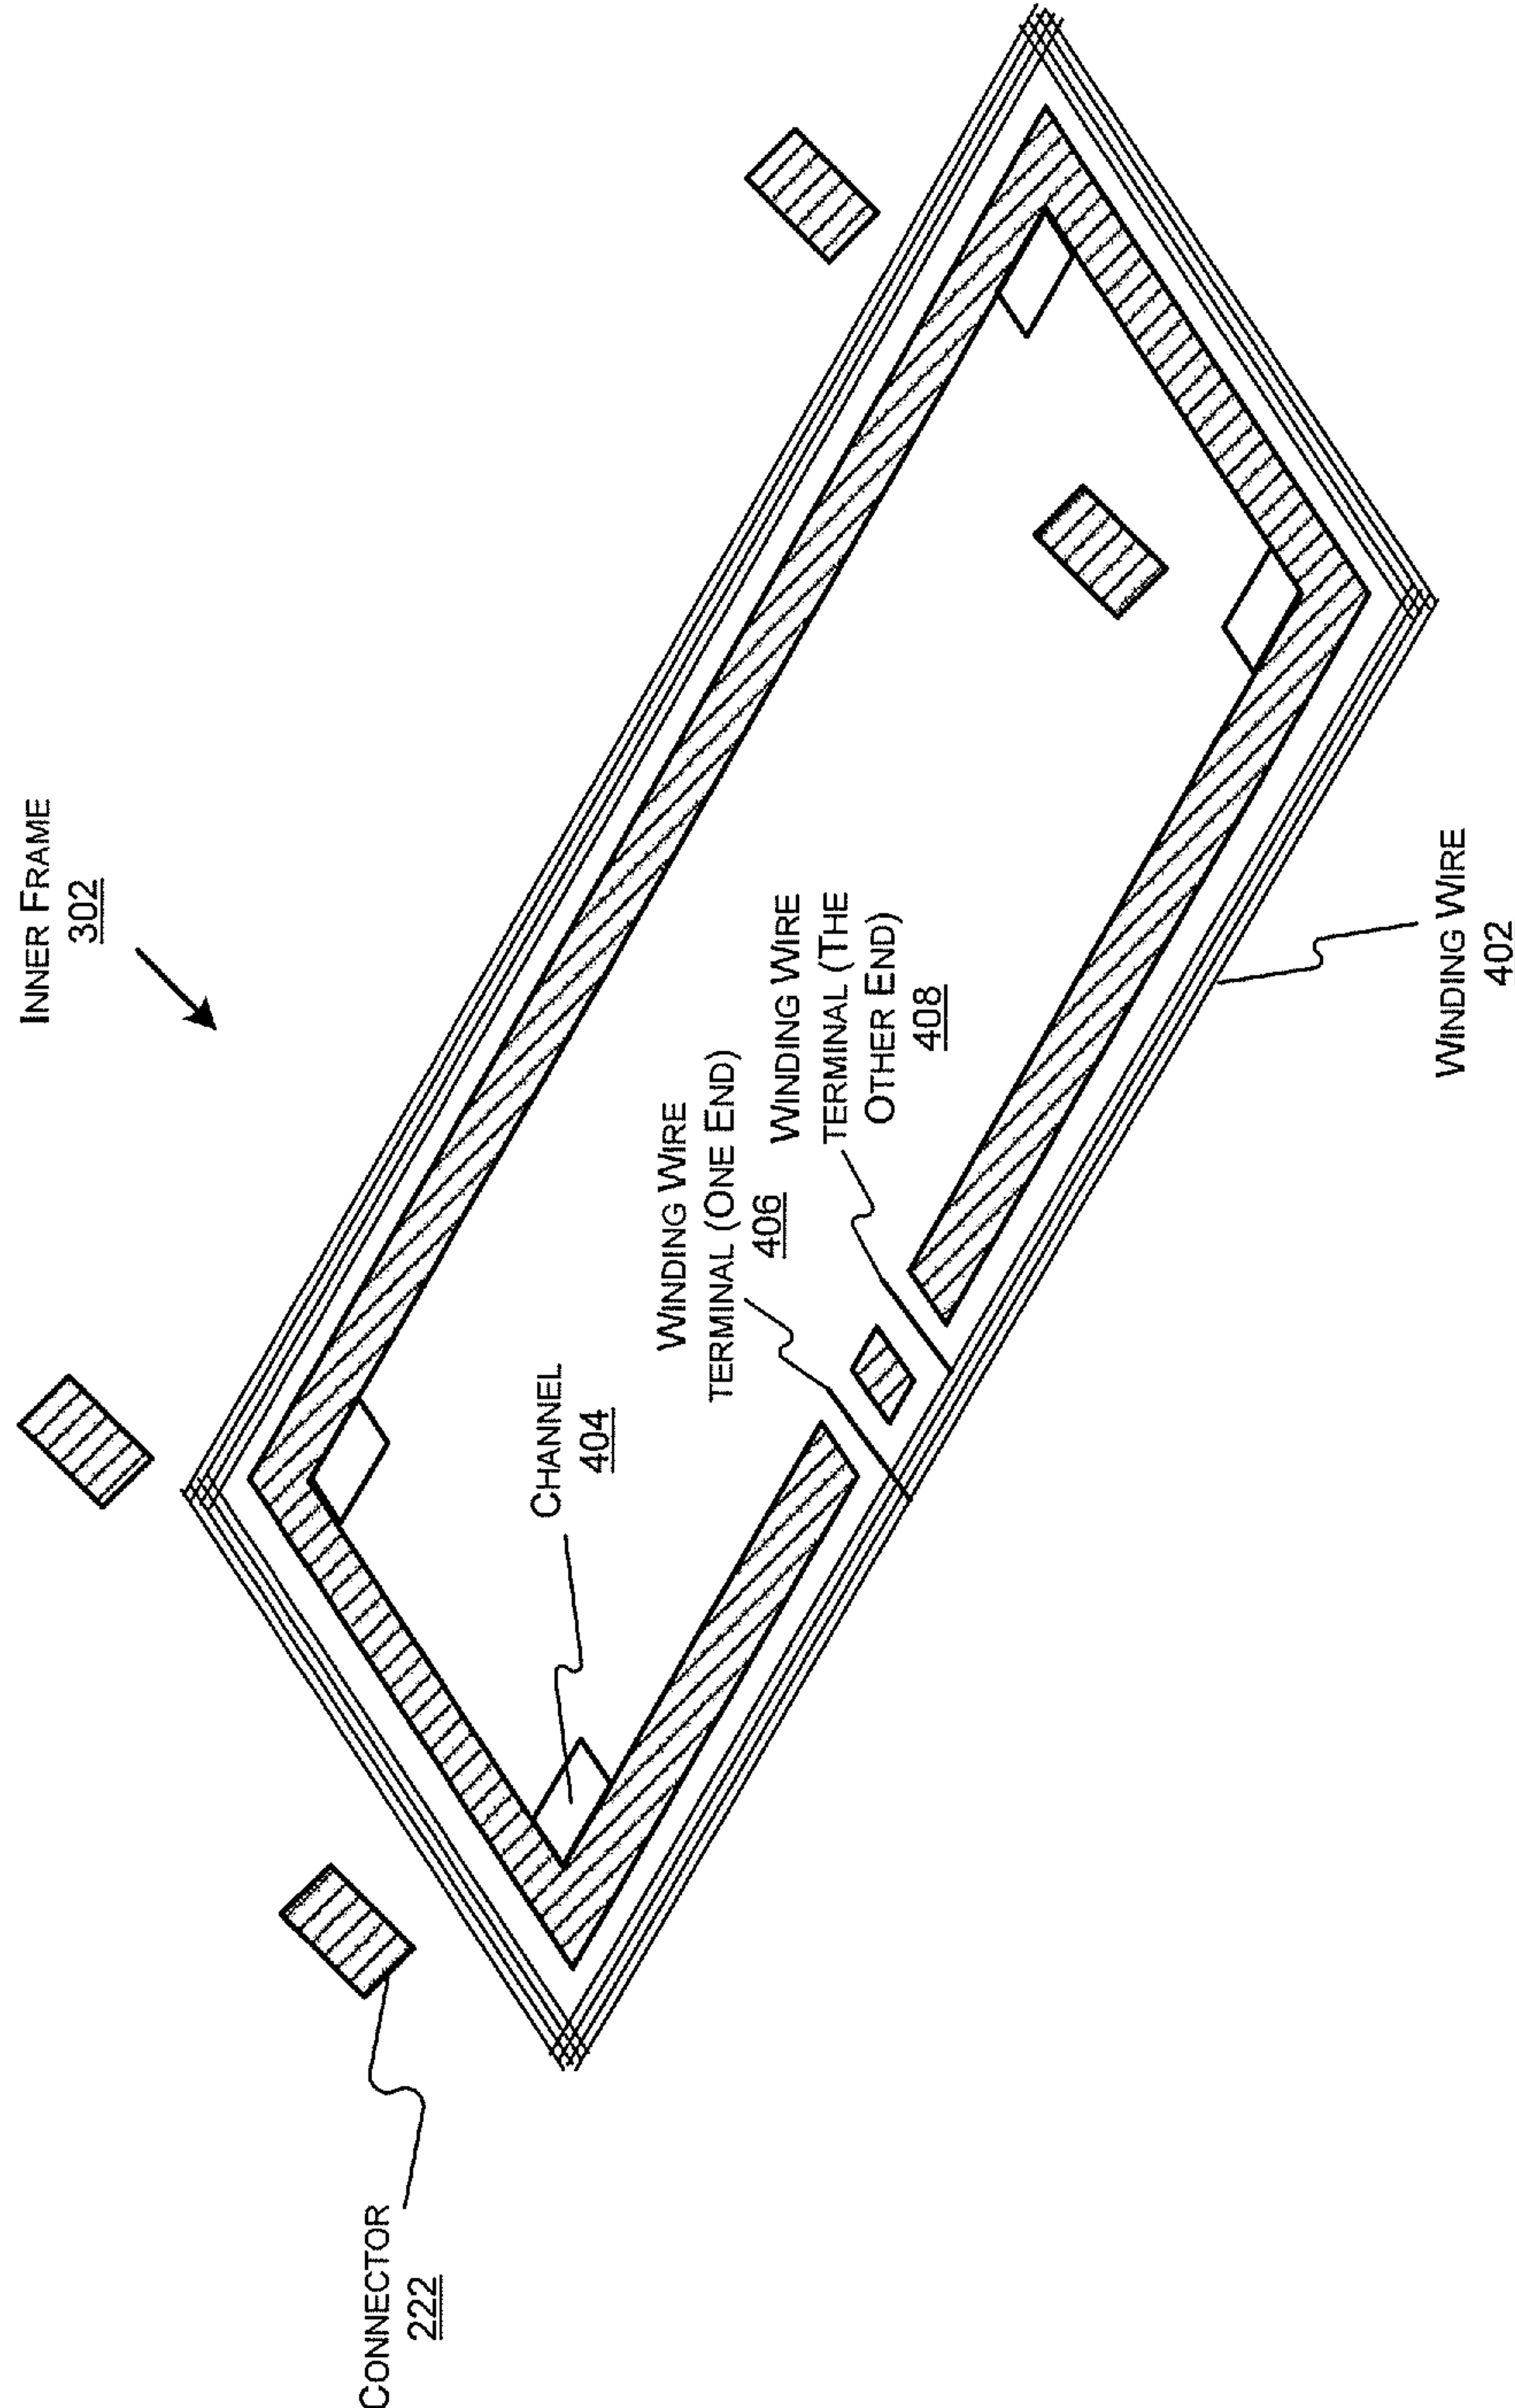 INNER FRAME
302
CONNECTOR
222
CHANNEL
404
WINDING WIRE
TERMINAL (ONE END)
406
WINDING WIRE
TERMINAL (THE
OTHER END)
408
WINDING WIRE
402